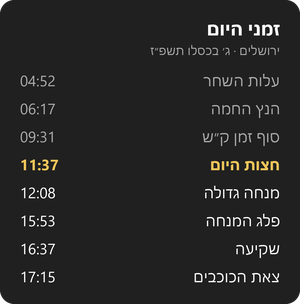 זמני היום
ירושלים · ג׳ בכסלו תשפ״ז
עלות השחר 04:52
הנץ החמה 06:17
סוף זמן ק״ש 09:31
חצות היום 11:37
מנחה גדולה 12:08
פלג המנחה 15:53
שקיעה 16:37
צאת הכוכבים 17:15